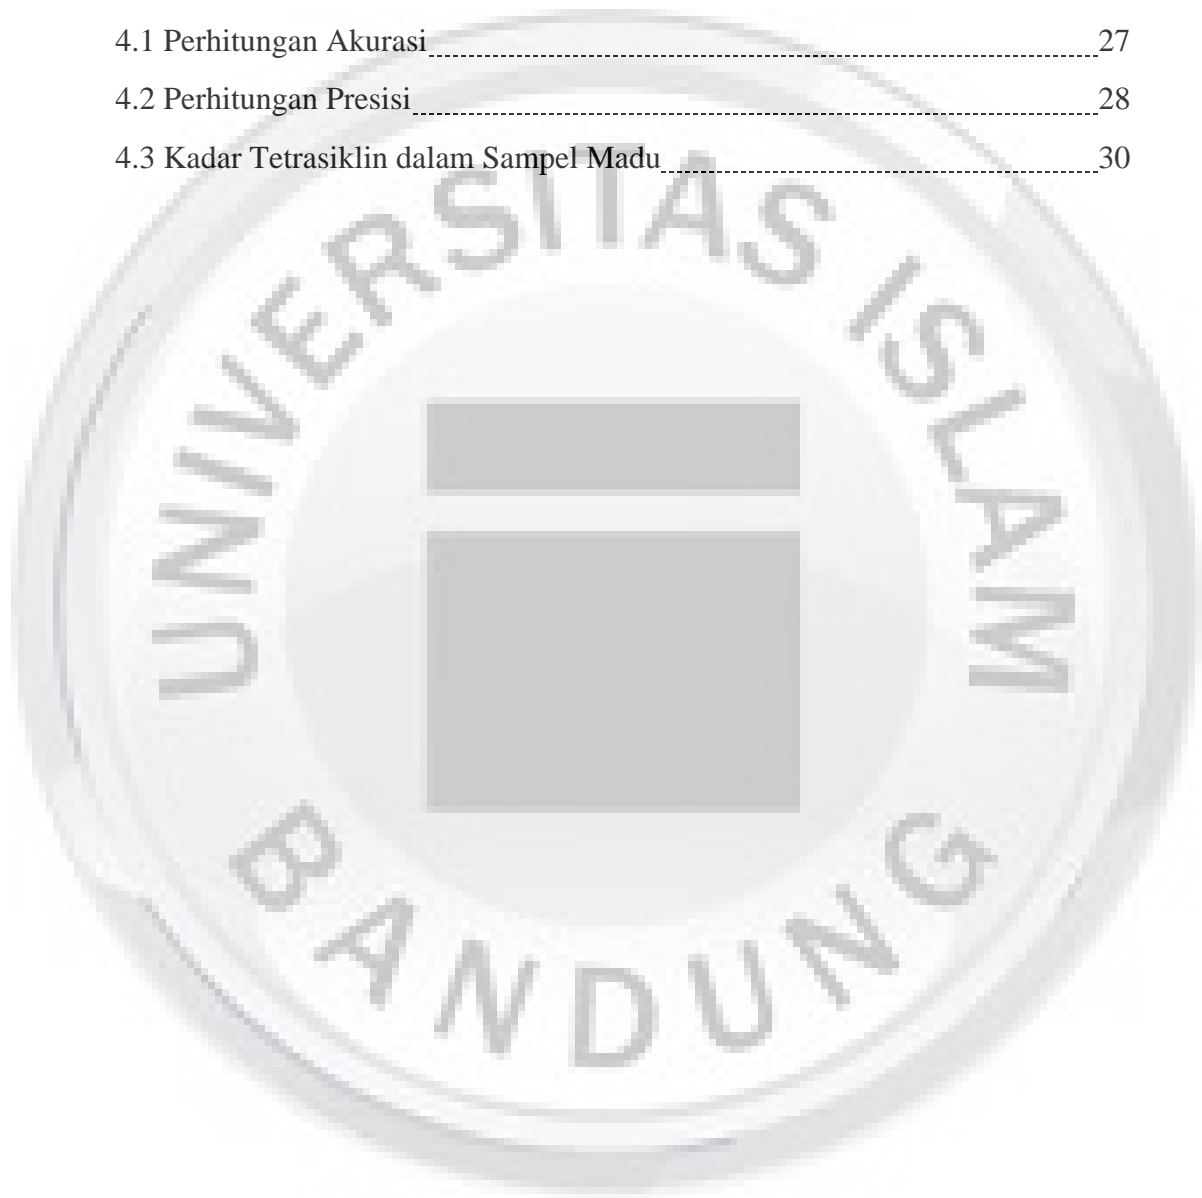 4.1 Perhitungan Akurasi 27
4.2 Perhitungan Presisi 28
4.3 Kadar Tetrasiklin dalam Sampel Madu 30
UNIVERSITAS ISLAM
BANDUNG